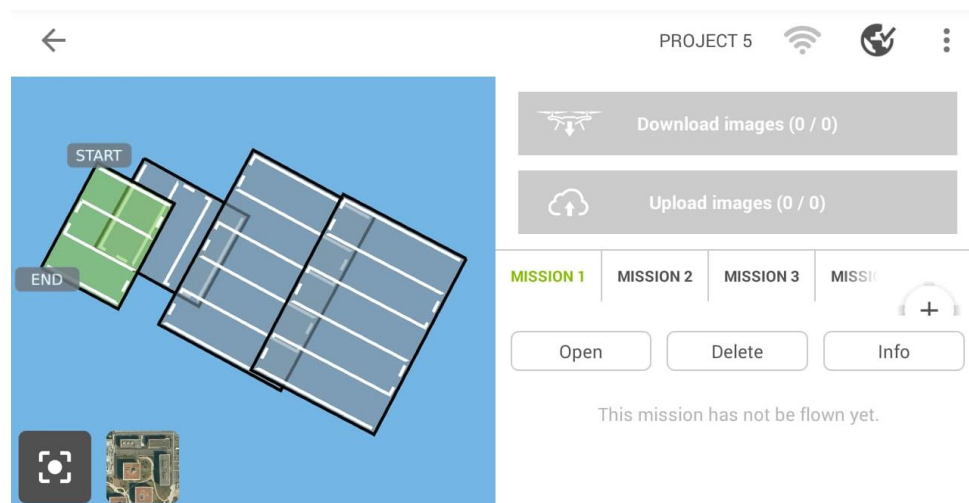 PROJECT 5
START
END
Download images (0 / 0)
Upload images (0 / 0)
MISSION 1
MISSION 2
MISSION 3
MISSI
+
Open
Delete
Info
This mission has not be flown yet.